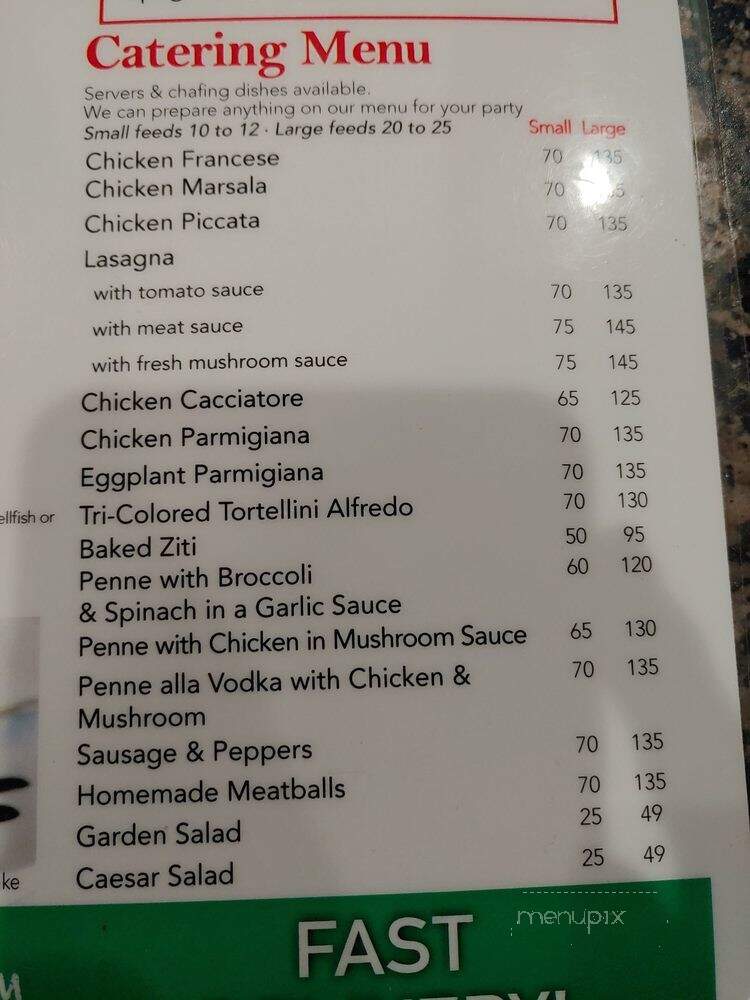 Catering Menu
Servers & chafing dishes available.
We can prepare anything on our menu for your party
Small feeds 10 to 12 · Large feeds 20 to 25 Small Large
Chicken Francese 70 135
Chicken Marsala 70
Chicken Piccata 70 135
Lasagna
with tomato sauce 70 135
with meat sauce 75 145
with fresh mushroom sauce 75 145
Chicken Cacciatore 65 125
Chicken Parmigiana 70 135
Eggplant Parmigiana 70 135
ellfish or
Tri-Colored Tortellini Alfredo 70 130
Baked Ziti 50 95
Penne with Broccoli 60 120
& Spinach in a Garlic Sauce
Penne with Chicken in Mushroom Sauce 65 130
Penne alla Vodka with Chicken & 70 135
Mushroom
Sausage & Peppers 70 135
Homemade Meatballs 70 135
Garden Salad 25 49
Caesar Salad 25 49
ke
menupix
FAST